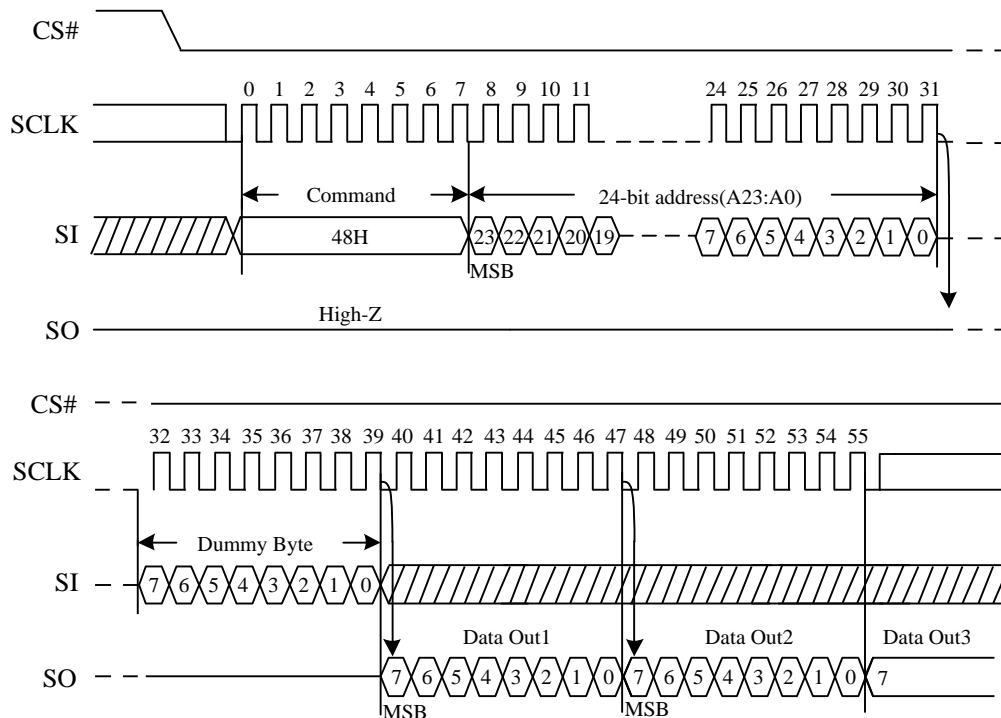 CS#
0 1 2 3 4 5 6 7 8 9 10 11 24 25 26 27 28 29 30 31
SCLK
Command 24-bit address(A23:A0)
SI 48H 23 22 21 20 19 7 6 5 4 3 2 1 0
MSB
High-Z
SO
CS#
32 33 34 35 36 37 38 39 40 41 42 43 44 45 46 47 48 49 50 51 52 53 54 55
SCLK
Dummy Byte
SI 7 6 5 4 3 2 1 0
Data Out1 Data Out2 Data Out3
SO 7 6 5 4 3 2 1 0 7 6 5 4 3 2 1 0 7
MSB MSB